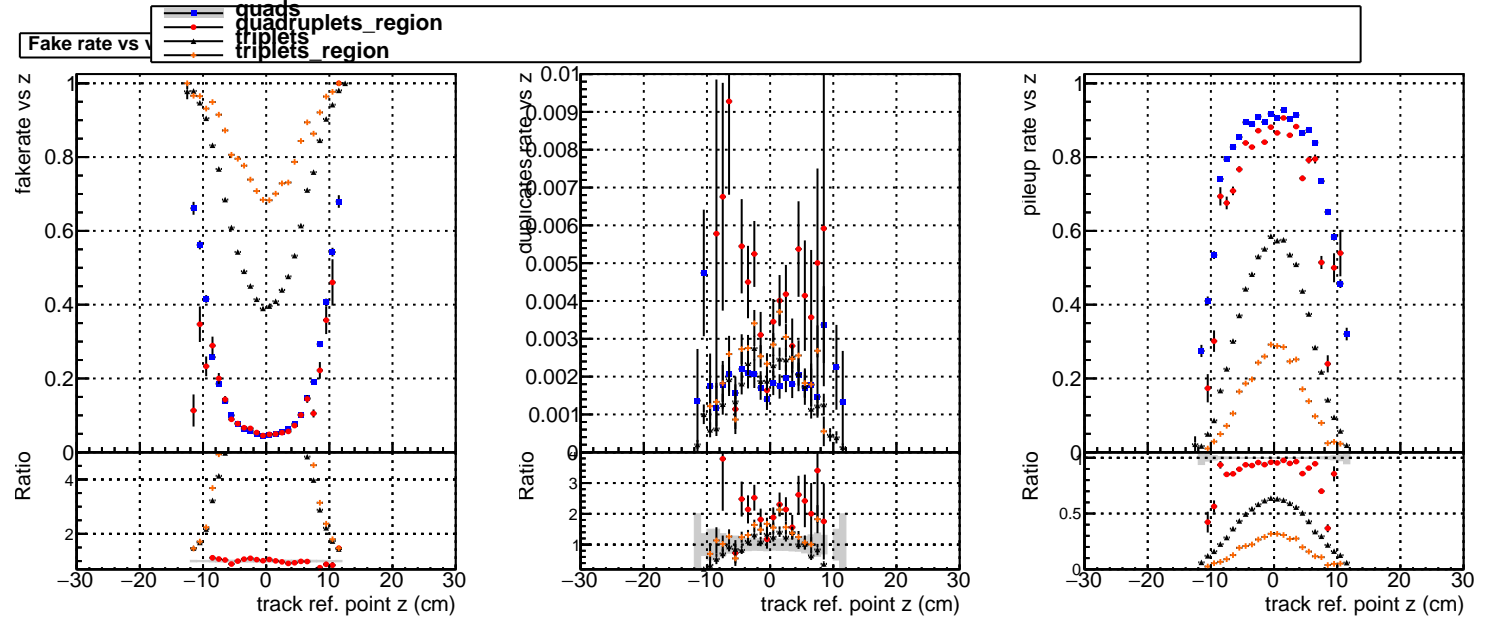 quads
quadruplets_region
triplets
triplets_region
Fake rate vs v
fakerate vs z
1
0.8
0.6
0.4
0.2
0
Ratio
4
2
−30 −20 −10 0 10 20 30
track ref. point z (cm)
duplicates rate vs z
0.01
0.009
0.008
0.007
0.006
0.005
0.004
0.003
0.002
0.001
Ratio
3
2
1
−30 −20 −10 0 10 20 30
track ref. point z (cm)
pileup rate vs z
1
0.8
0.6
0.4
0.2
0
Ratio
0.5
0
−30 −20 −10 0 10 20 30
track ref. point z (cm)